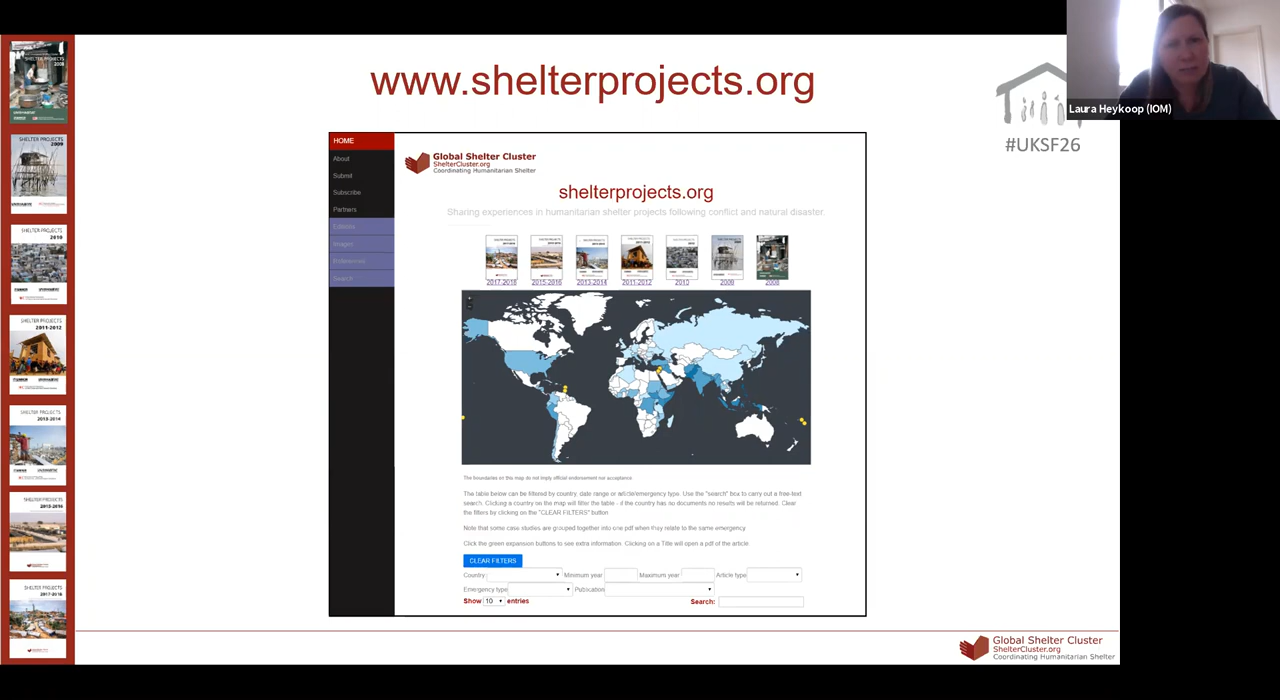 www.shelterprojects.org
Laura Heykoop (IOM)
#UKSF26
SHELTER PROJECTS
2008
SHELTER PROJECTS
2009
SHELTER PROJECTS
2010
SHELTER PROJECTS
2011-2012
SHELTER PROJECTS
2013-2014
SHELTER PROJECTS
2015-2016
SHELTER PROJECTS
2017-2018
HOME
About
Submit
Subscribe
Partners
Editions
Images
References
Search
Global Shelter Cluster
ShelterCluster.org
Coordinating Humanitarian Shelter
shelterprojects.org
Sharing experiences in humanitarian shelter projects following conflict and natural disaster.
2017-2018 2015-2016 2013-2014 2011-2012 2010 2009 2008
The boundaries on this map do not imply official endorsement nor acceptance.
The table below can be filtered by country, date range or article/emergency type. Use the "search" box to carry out a free-text
search. Clicking a country on the map will filter the table - if the country has no documents no results will be returned. Clear
the filters by clicking on the "CLEAR FILTERS" button
Note that some case studies are grouped together into one pdf when they relate to the same emergency.
Click the green expansion buttons to see extra information. Clicking on a Title will open a pdf of the article.
CLEAR FILTERS
Country Minimum year Maximum year Article type
Emergency type Publication
Show 10 entries Search:
Global Shelter Cluster
ShelterCluster.org
Coordinating Humanitarian Shelter